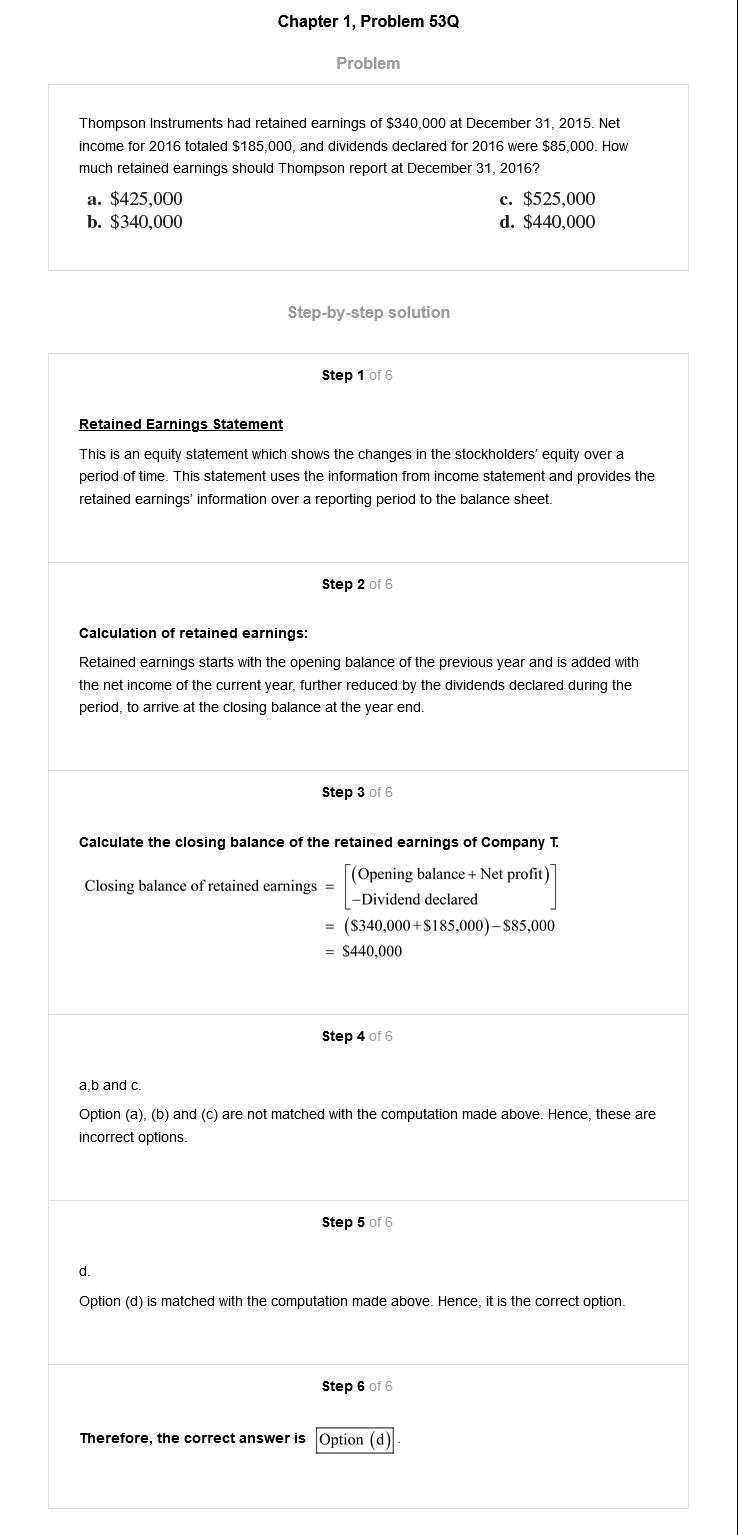 Chapter 1, Problem 53Q
Problem
Thompson Instruments had retained earnings of $340,000 at December 31, 2015. Net
income for 2016 totaled $185,000, and dividends declared for 2016 were $85,000. How
much retained earnings should Thompson report at December 31, 2016?
a. $425,000
b. $340,000
c. $525,000
d. $440,000
Step-by-step solution
Step 1 of 6
Retained Earnings Statement
This is an equity statement which shows the changes in the stockholders' equity over a
period of time. This statement uses the information from income statement and provides the
retained earnings' information over a reporting period to the balance sheet.
Step 2 of 6
Calculation of retained earnings:
Retained earnings starts with the opening balance of the previous year and is added with
the net income of the current year, further reduced by the dividends declared during the
period, to arrive at the closing balance at the year end.
Step 3 of 6
Calculate the closing balance of the retained earnings of Company T.
Closing balance of retained earnings = [(Opening balance + Net profit)
−Dividend declared]
= ($340,000+$185,000)−$85,000
= $440,000
Step 4 of 6
a,b and c.
Option (a), (b) and (c) are not matched with the computation made above. Hence, these are
incorrect options.
Step 5 of 6
d.
Option (d) is matched with the computation made above. Hence, it is the correct option.
Step 6 of 6
Therefore, the correct answer is Option (d).